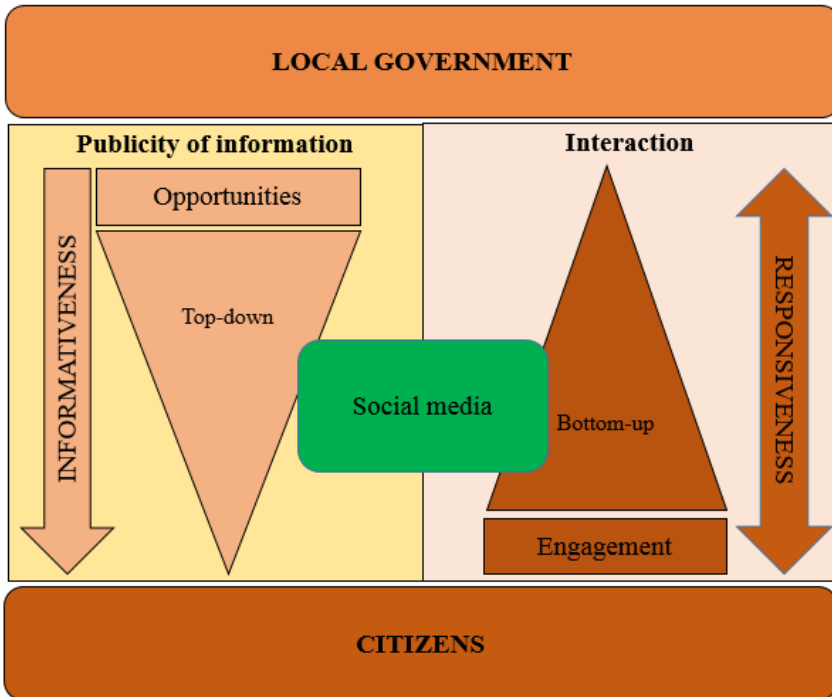 LOCAL GOVERNMENT
Publicity of information
Interaction
Opportunities
INFORMATIVENESS
Top-down
RESPONSIVENESS
Social media
Bottom-up
Engagement
CITIZENS